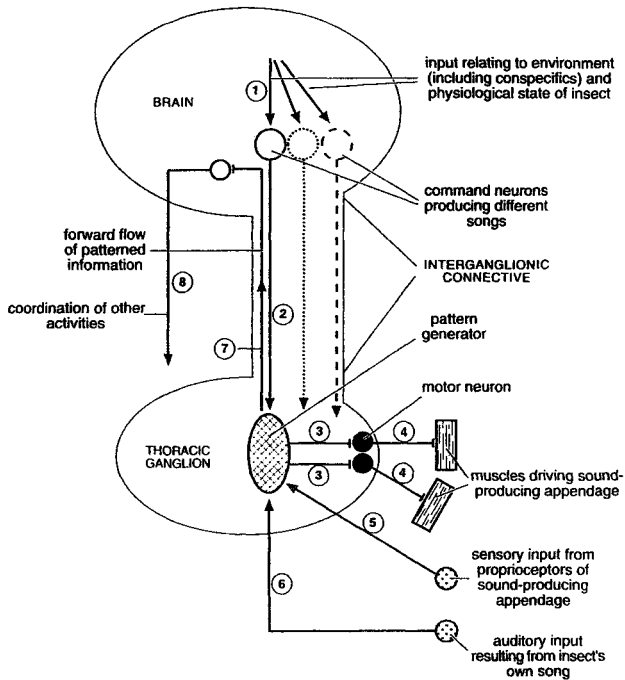 input relating to environment
(including conspecifics) and
physiological state of insect
1
BRAIN
command neurons
producing different
songs
forward flow
of patterned
information
INTERGANGLIONIC
CONNECTIVE
8
coordination of other
activities
2
pattern
generator
7
motor neuron
THORACIC
GANGLION
3
4
3
4
muscles driving sound-
producing appendage
5
sensory input from
proprioceptors of
sound-producing
appendage
6
auditory input
resulting from insect's
own song